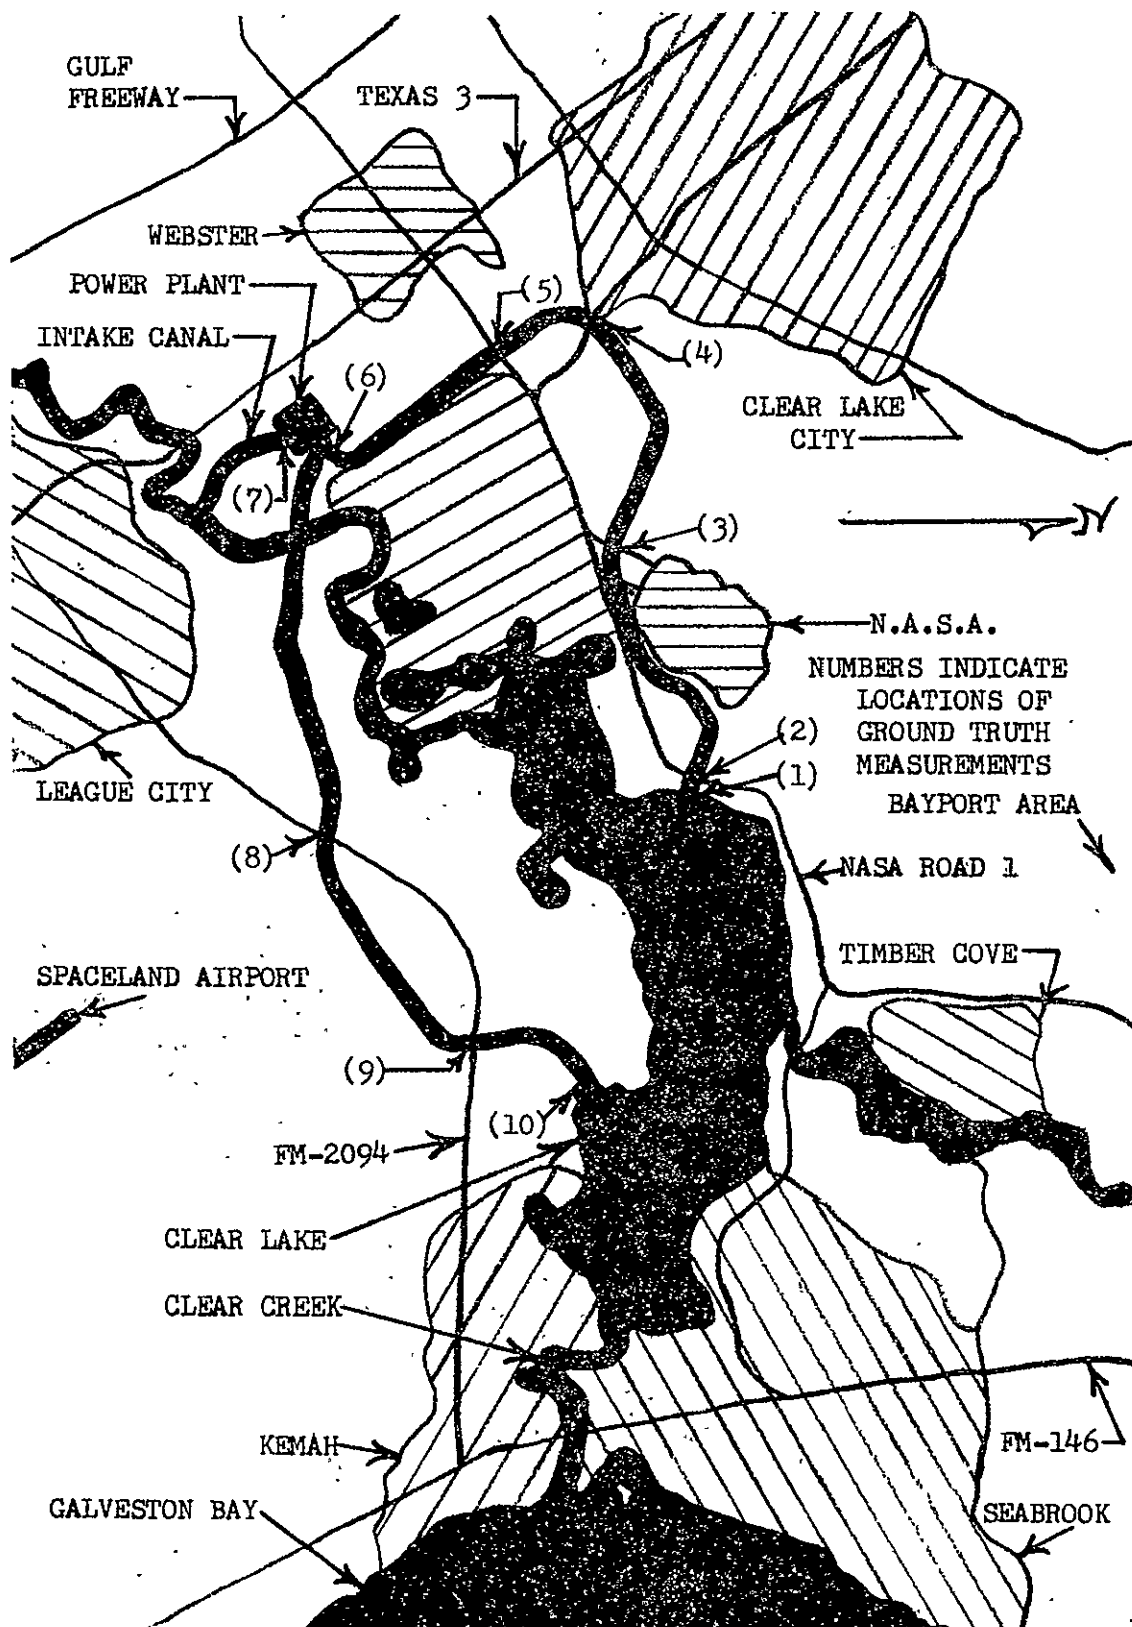 GULF
FREEWAY
TEXAS 3
WEBSTER
POWER PLANT
(5)
INTAKE CANAL
(4)
(6)
CLEAR LAKE
CITY
(7)
N
(3)
N.A.S.A.
NUMBERS INDICATE
LOCATIONS OF
GROUND TRUTH
MEASUREMENTS
(2)
(1)
LEAGUE CITY
BAYPORT AREA
(8)
NASA ROAD 1
TIMBER COVE
SPACELAND AIRPORT
(9)
(10)
FM-2094
CLEAR LAKE
CLEAR CREEK
KEMAH
FM-146
GALVESTON BAY
SEABROOK